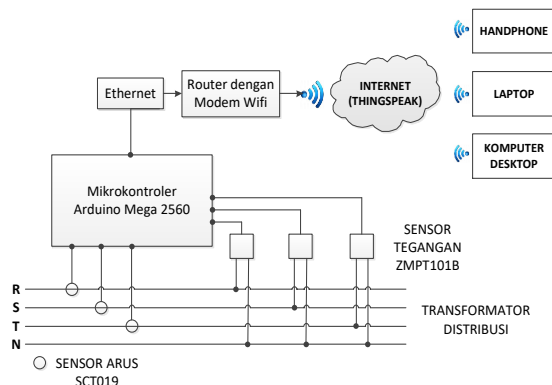 HANDPHONE
Ethernet
Router dengan
Modem Wifi
INTERNET
(THINGSPEAK)
LAPTOP
KOMPUTER
DESKTOP
Mikrokontroler
Arduino Mega 2560
SENSOR
TEGANGAN
ZMPT101B
R
S
T
N
TRANSFORMATOR
DISTRIBUSI
SENSOR ARUS
SCT019